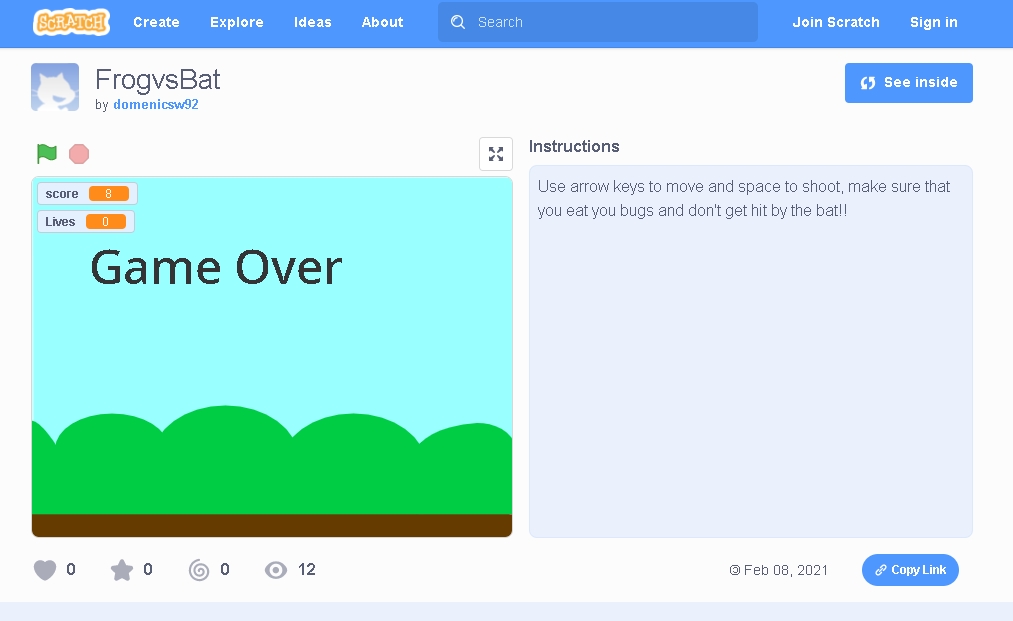 SCRATCH Create Explore Ideas About Search Join Scratch Sign in
FrogvsBat
by domenicsw92
See inside
Instructions
score 8
Lives 0
Game Over
Use arrow keys to move and space to shoot, make sure that
you eat you bugs and don't get hit by the bat!!
0 0 0 12
© Feb 08, 2021
Copy Link